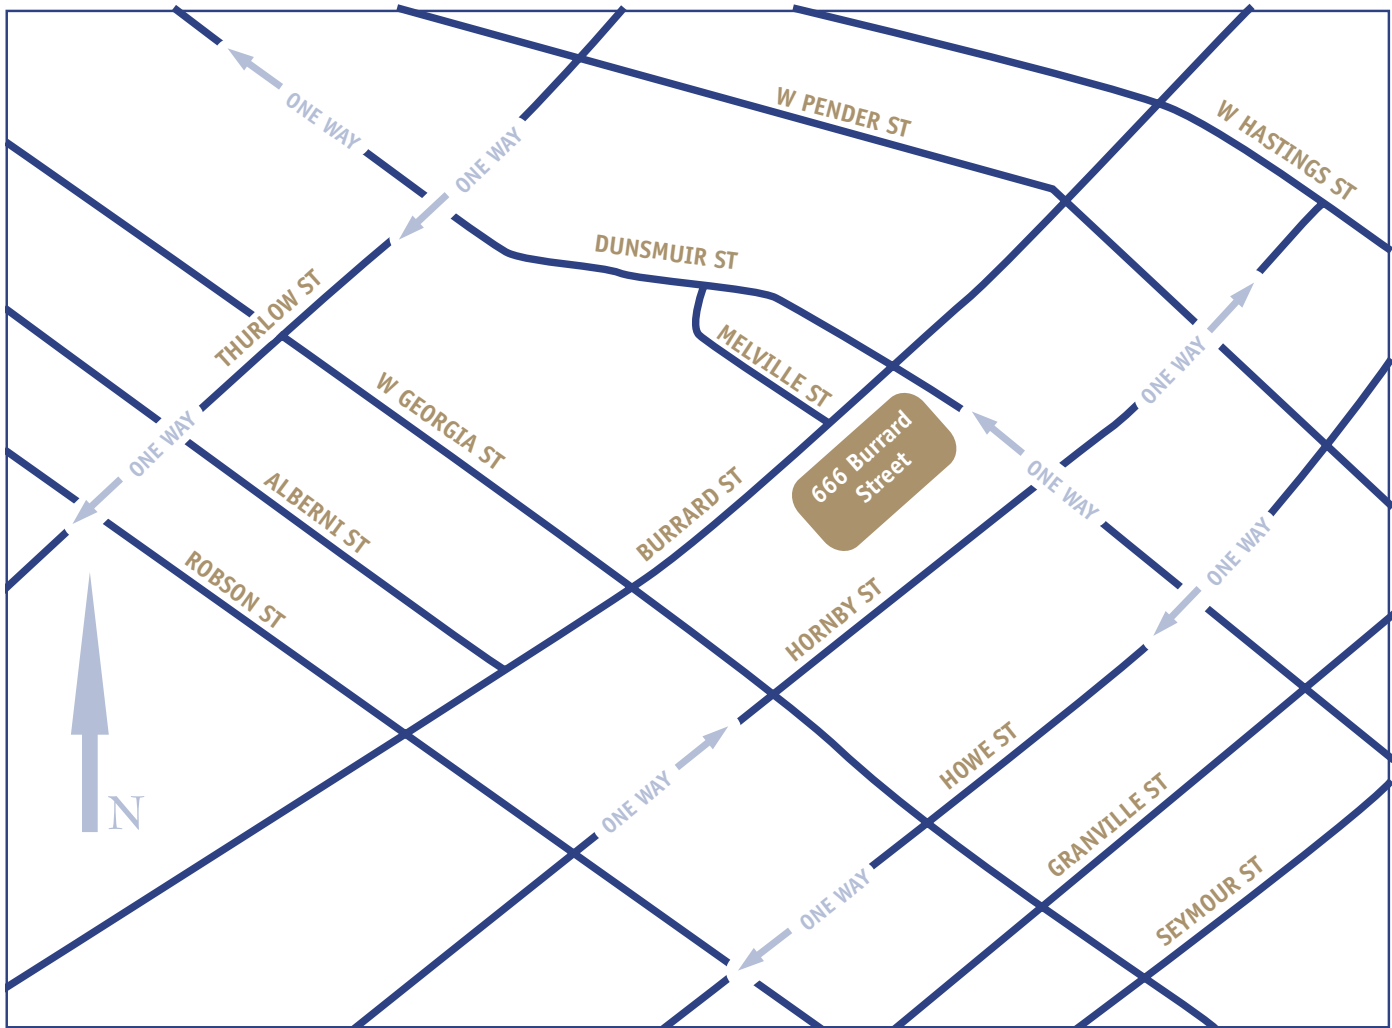 ONE WAY
W PENDER ST
W HASTINGS ST
ONE WAY
DUNSMUIR ST
THURLOW ST
MELVILLE ST
ONE WAY
W GEORGIA ST
ONE WAY
666 Burrard
Street
BURRARD ST
ALBERNI ST
ONE WAY
ONE WAY
ROBSON ST
HORNBY ST
HOWE ST
ONE WAY
N
GRANVILLE ST
ONE WAY
SEYMOUR ST